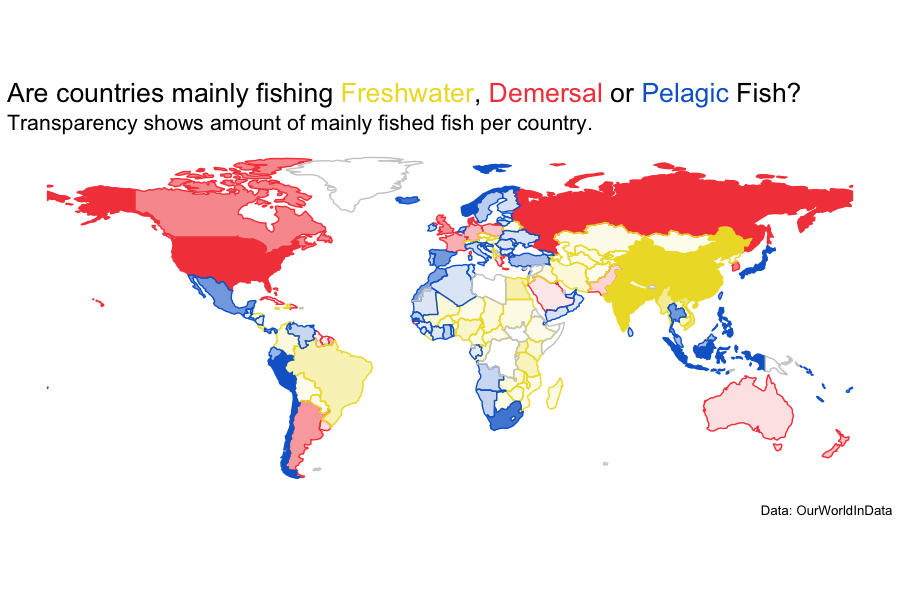 Are countries mainly fishing Freshwater, Demersal or Pelagic Fish?
Transparency shows amount of mainly fished fish per country.
Data: OurWorldInData